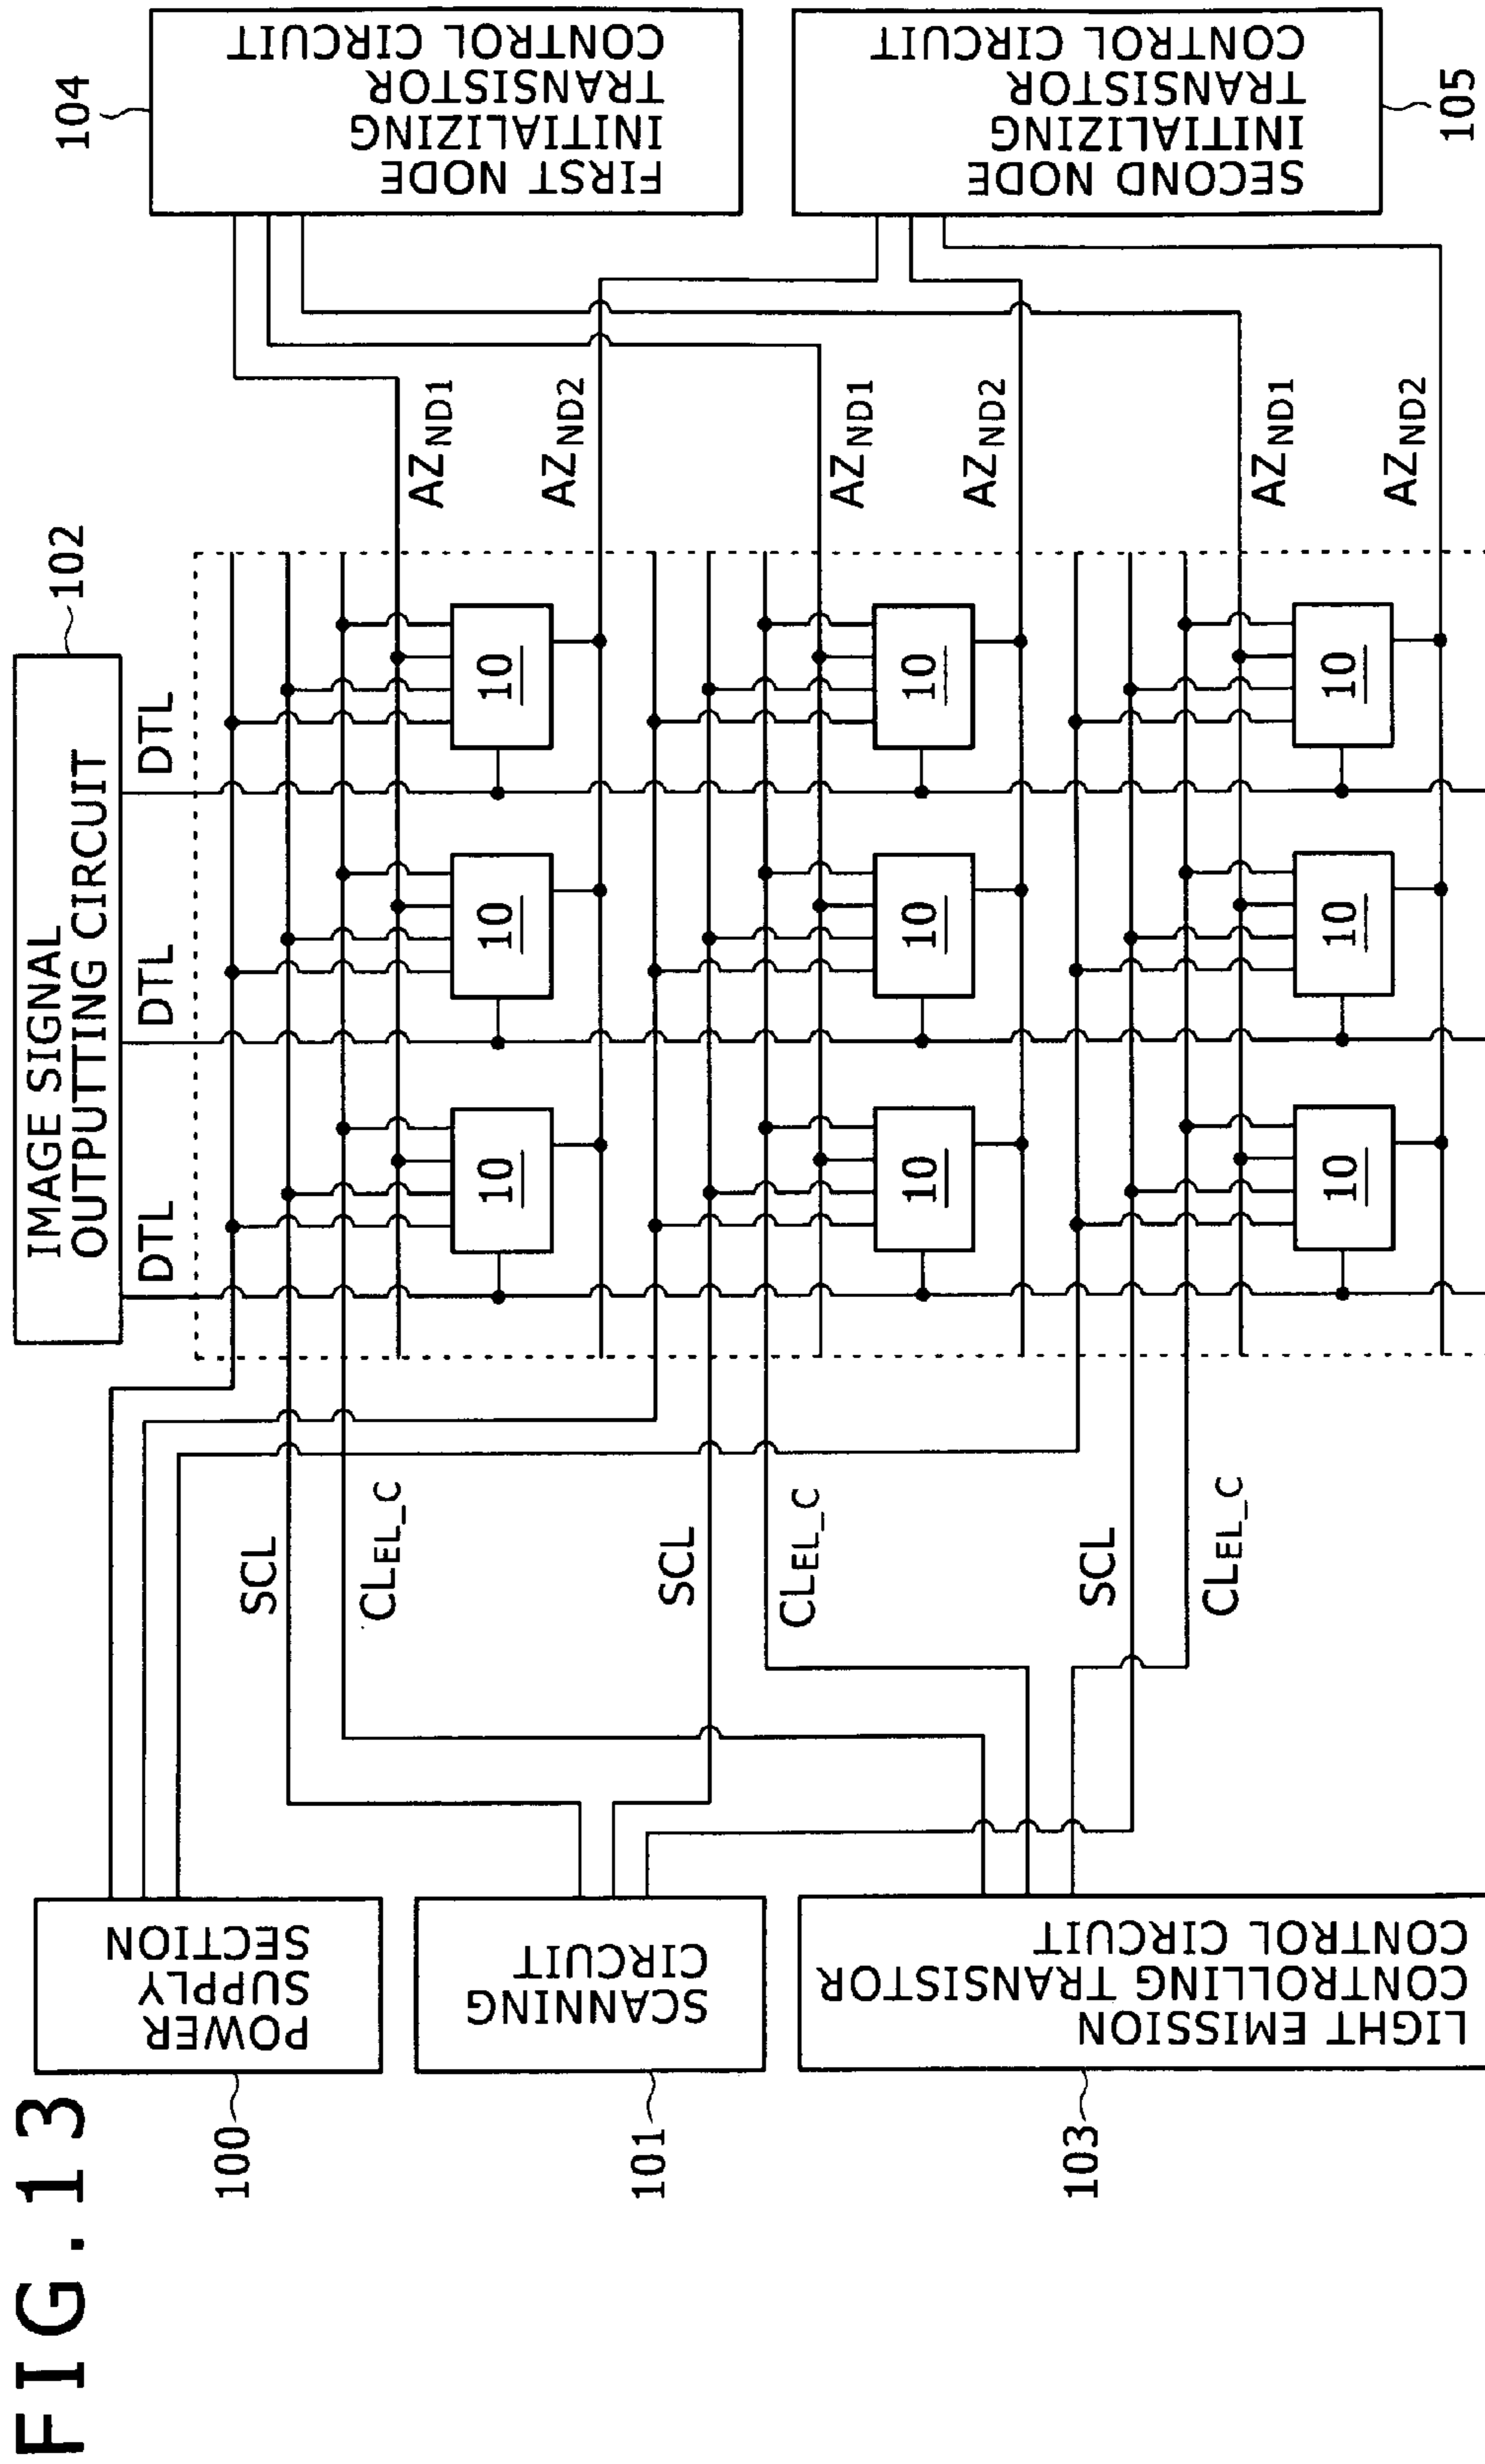 FIG.13
IMAGE SIGNAL
OUTPUTTING CIRCUIT
102
DTL
DTL
DTL
100
POWER
SUPPLY
SECTION
101
SCANNING
CIRCUIT
103
LIGHT EMISSION
CONTROLLING TRANSISTOR
CONTROL CIRCUIT
104
FIRST NODE
INITIALIZING
TRANSISTOR
CONTROL CIRCUIT
105
SECOND NODE
INITIALIZING
TRANSISTOR
CONTROL CIRCUIT
SCL
CLEL_C
10
10
10
AZND1
AZND2
SCL
CLEL_C
10
10
10
AZND1
AZND2
SCL
CLEL_C
10
10
10
AZND1
AZND2